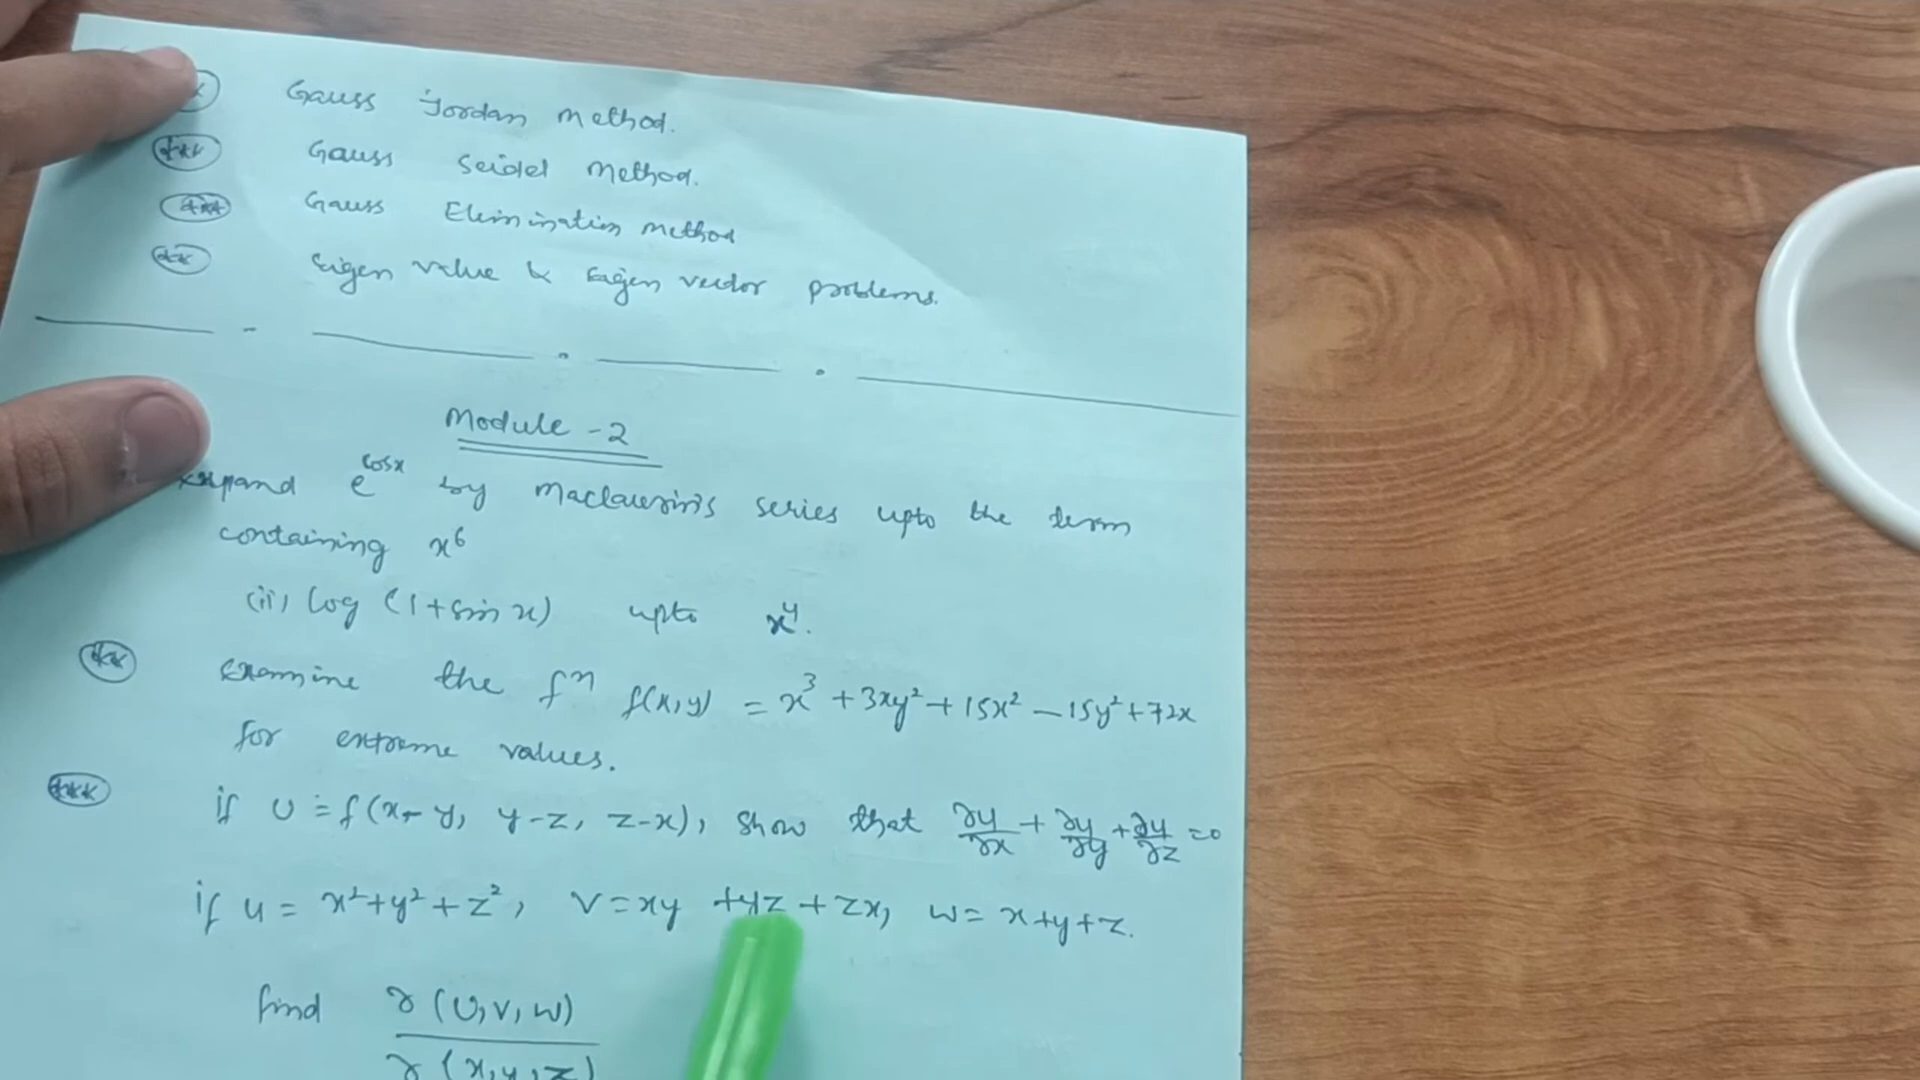 Gauss Jordan Method.
*** Gauss Seidel Method.
*** Gauss Elimination method
** Eigen value & Eigen vector problems.
Module - 2
Expand e^cosx by Maclaurin's series upto the term
containing x^6
(ii) log (1+sin x) upto x^4.
** examine the f^n f(x,y) = x^3 + 3xy^2 + 15x^2 - 15y^2 + 72x
for extreme values.
*** if U = f(x-y, y-z, z-x), show that ∂u/∂x + ∂u/∂y + ∂u/∂z = 0
if u = x^2+y^2+z^2, v = xy + yz + zx, w = x+y+z.
find ∂(U,V,W)
∂(x,y,z)